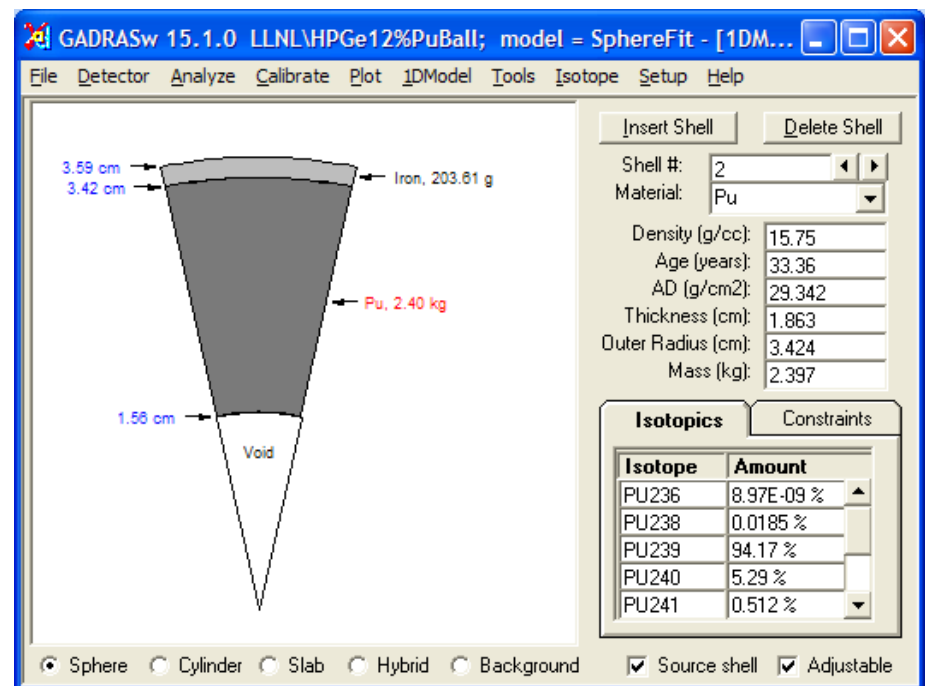 GADRASw 15.1.0 LLNL\HPGe12%PuBall; model = SphereFit - [1DM...
File Detector Analyze Calibrate Plot 1DModel Tools Isotope Setup Help
3.59 cm
3.42 cm
Iron, 203.61 g
Pu, 2.40 kg
1.56 cm
Void
Insert Shell Delete Shell
Shell #: 2
Material: Pu
Density (g/cc): 15.75
Age (years): 33.36
AD (g/cm2): 29.342
Thickness (cm): 1.863
Outer Radius (cm): 3.424
Mass (kg): 2.397
Isotopics Constraints
Isotope Amount
PU236 8.97E-09 %
PU238 0.0185 %
PU239 94.17 %
PU240 5.29 %
PU241 0.512 %
Sphere Cylinder Slab Hybrid Background Source shell Adjustable